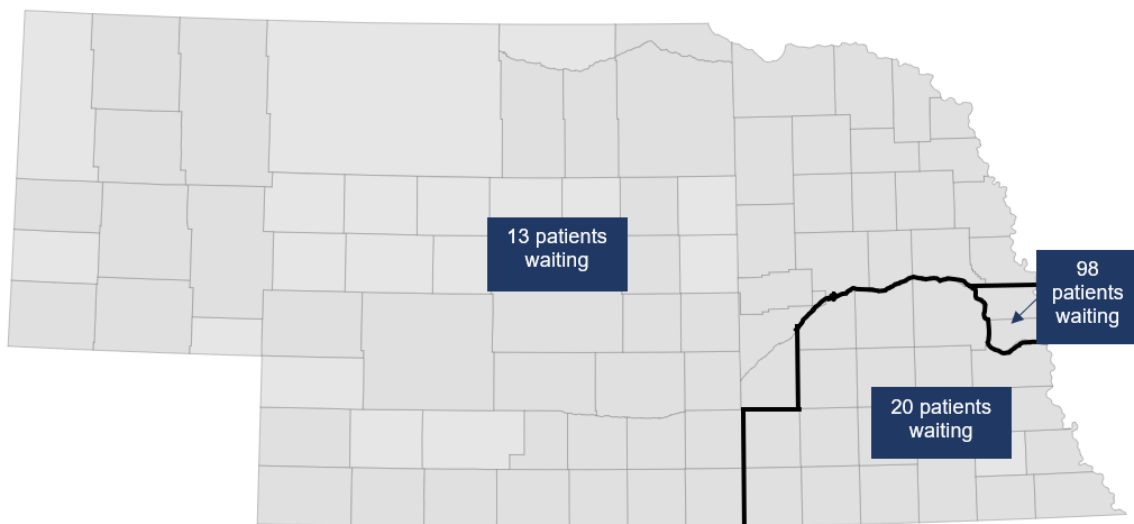 13 patients
waiting
98
patients
waiting
20 patients
waiting